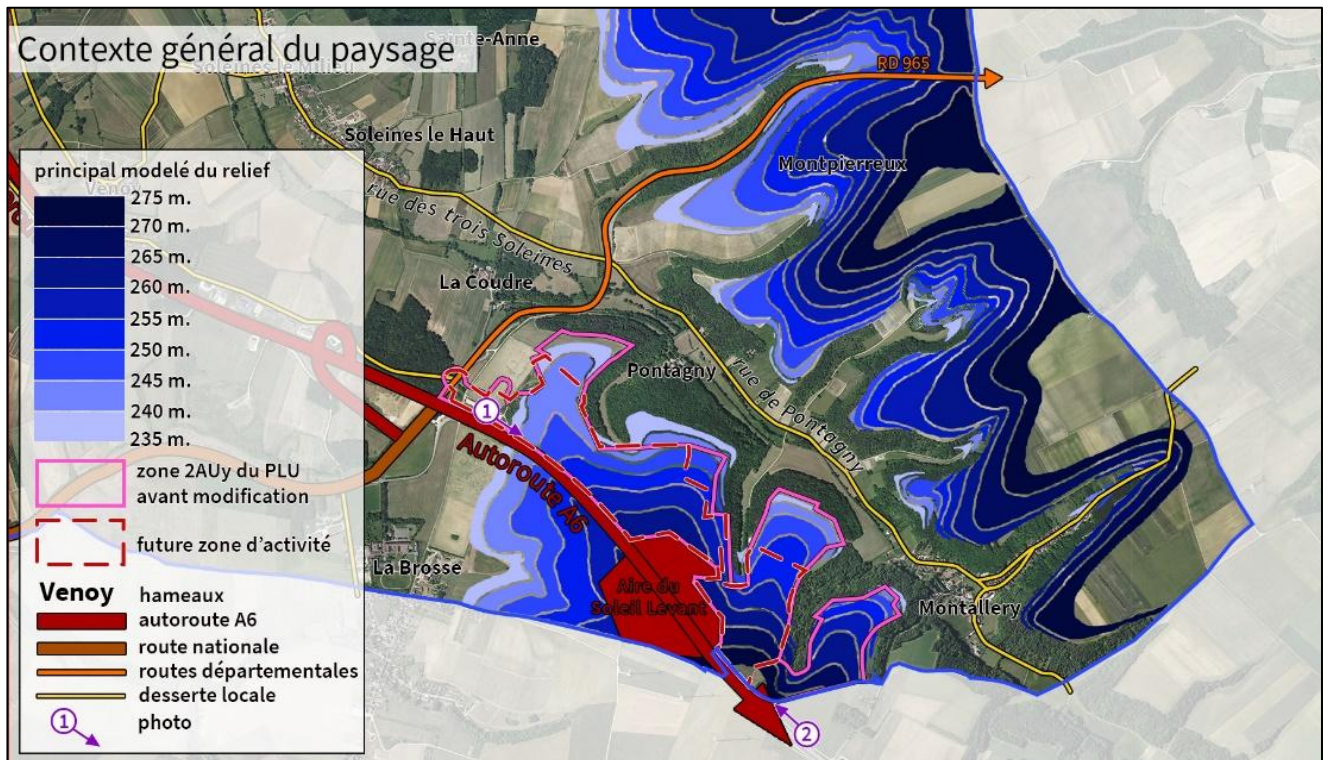 Contexte général du paysage
Sainte-Anne
Soleines le Milieu
RD 965
Soleines le Haut
Montpierreux
principal modelé du relief
Venoy
275 m.
270 m.
265 m.
260 m.
255 m.
250 m.
245 m.
240 m.
235 m.
rue des trois Soleines
La Coudre
Pontagny
rue de Pontagny
1
Autoroute A6
zone 2AUy du PLU
avant modification
future zone d'activité
La Brosse
Aire du
Soleil Levant
Montallery
Venoy hameaux
autoroute A6
route nationale
routes départementales
desserte locale
1 photo
2